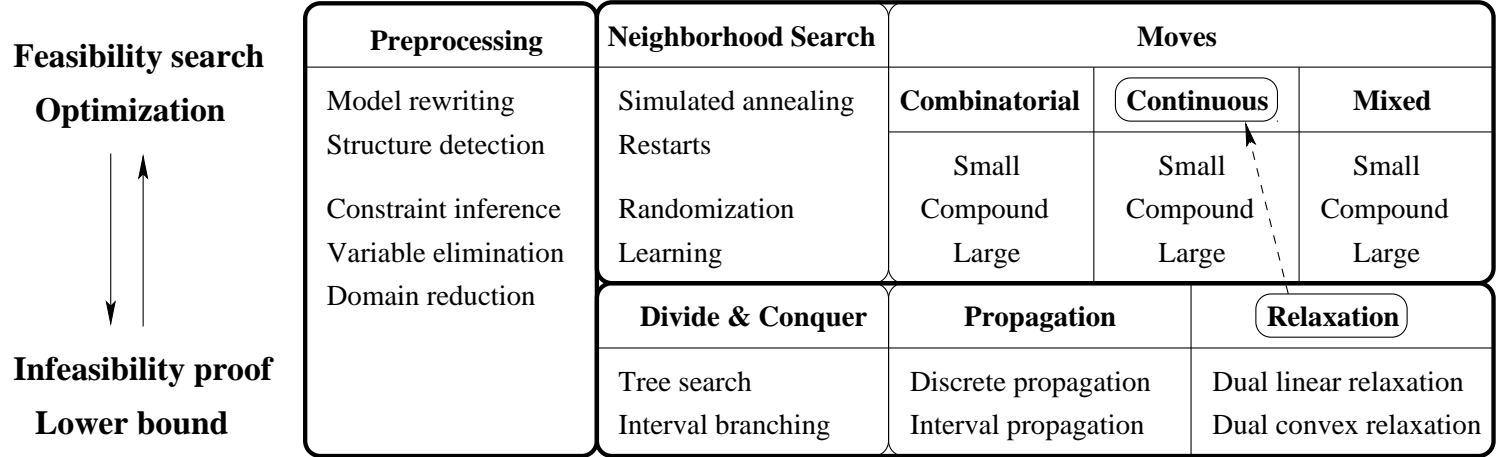 Feasibility search
Optimization
Infeasibility proof
Lower bound
Preprocessing
Model rewriting
Structure detection
Constraint inference
Variable elimination
Domain reduction
Neighborhood Search
Simulated annealing
Restarts
Randomization
Learning
Moves
Combinatorial
Small
Compound
Large
Continuous
Small
Compound
Large
Mixed
Small
Compound
Large
Divide & Conquer
Tree search
Interval branching
Propagation
Discrete propagation
Interval propagation
Relaxation
Dual linear relaxation
Dual convex relaxation